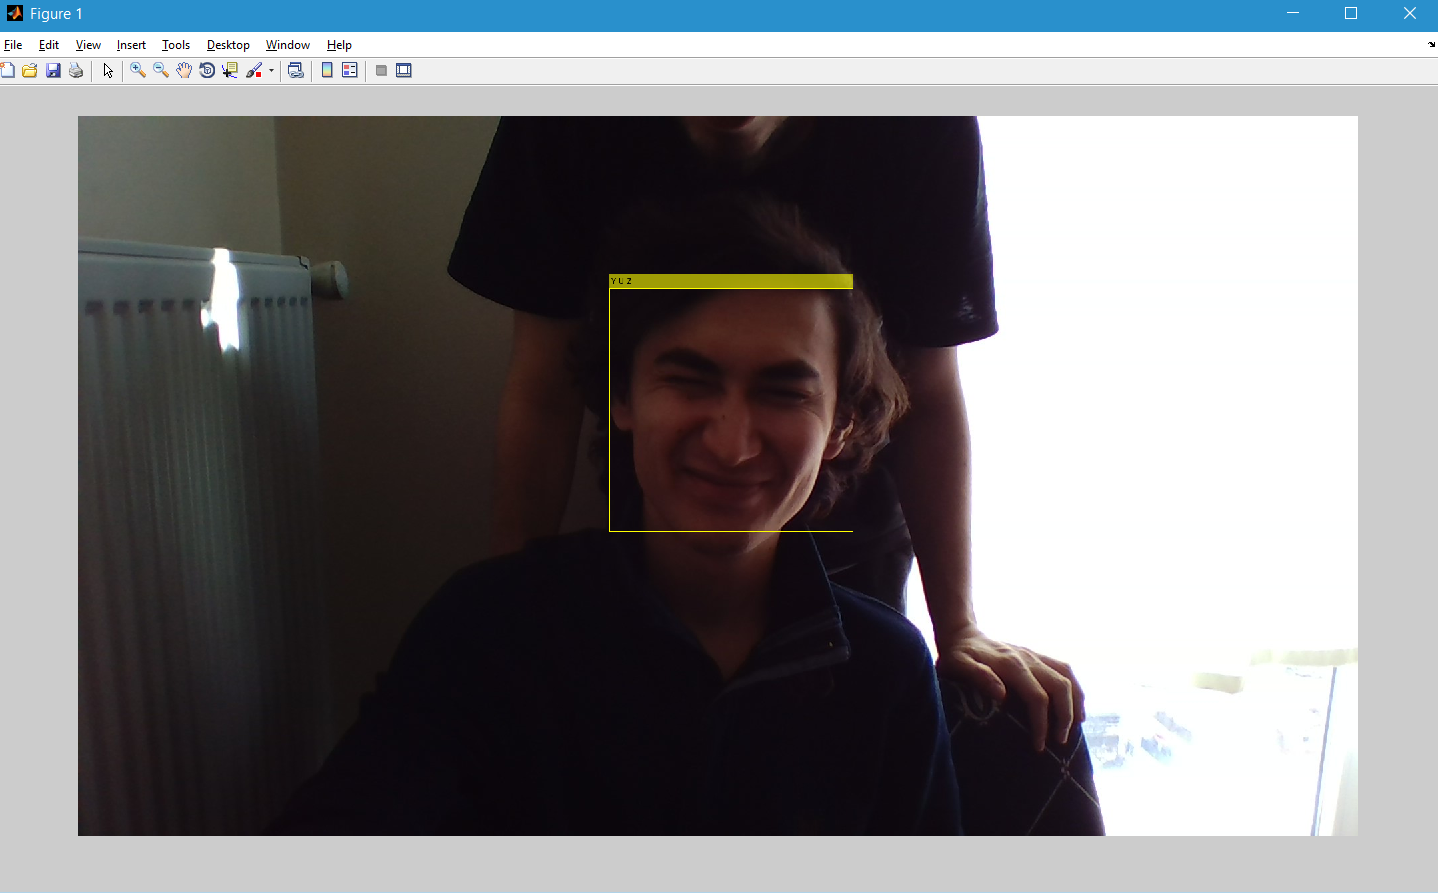 Figure 1
File Edit View Insert Tools Desktop Window Help
YUZ